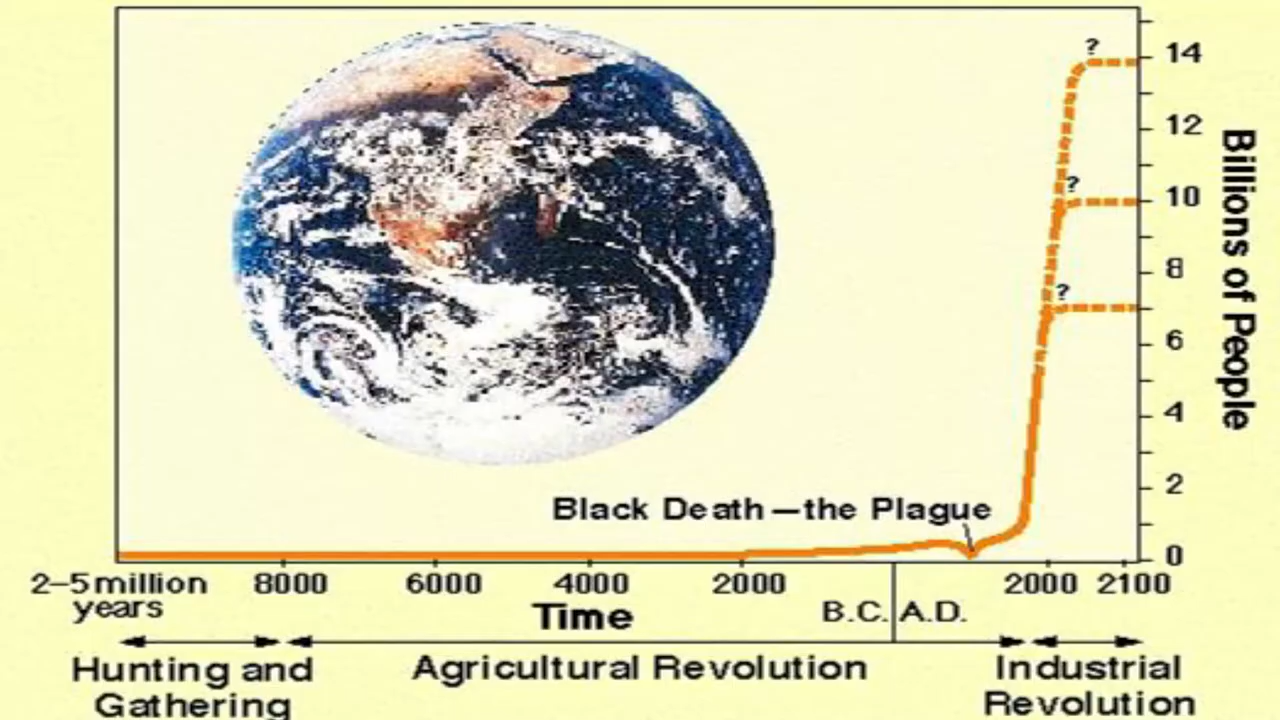 ?
14
12
?
10
8
?
6
4
2
0
Billions of People
Black Death—the Plague
2–5 million
years
8000 6000 4000 2000 2000 2100
B.C. A.D.
Time
Hunting and
Gathering
Agricultural Revolution
Industrial
Revolution